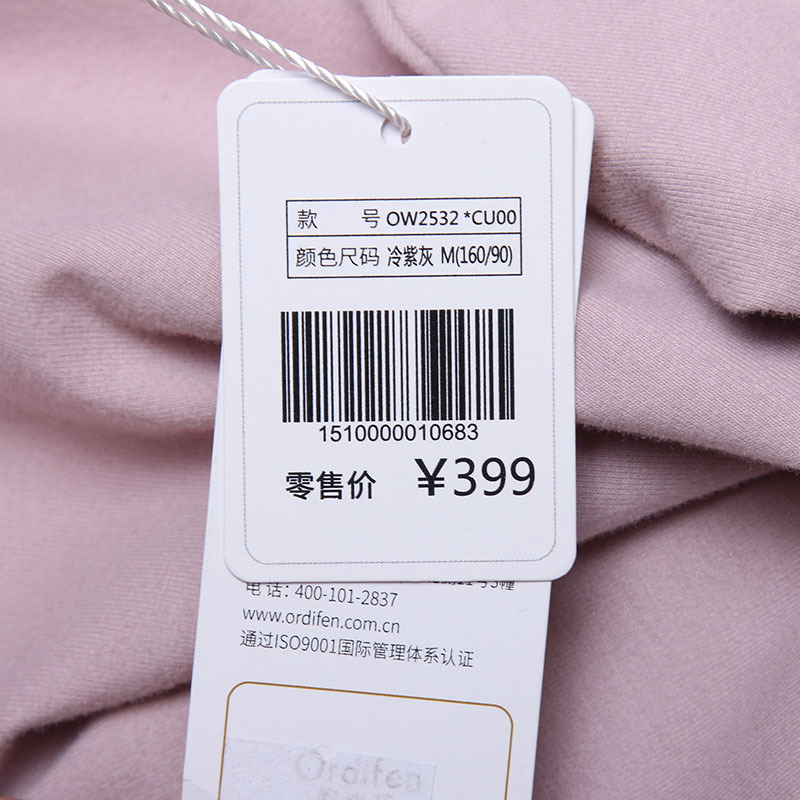 款 号 OW2532 *CU00
颜色尺码 冷紫灰 M(160/90)
1510000010683
零售价 ¥399
电 话: 400-101-2837
www.ordifen.com.cn
通过ISO9001国际管理体系认证
Ordifen